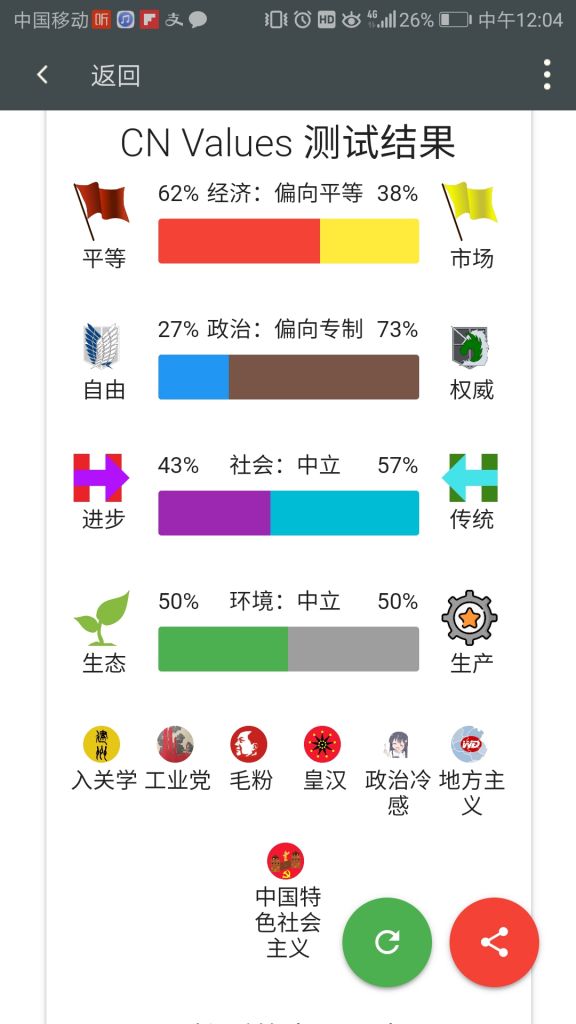 中国移动 听 HD 4G 26% 中午12:04
返回
CN Values 测试结果
62% 经济：偏向平等 38%
平等 市场
27% 政治：偏向专制 73%
自由 权威
43% 社会：中立 57%
进步 传统
50% 环境：中立 50%
生态 生产
入关学 工业党 毛粉 皇汉 政治冷感 地方主义
中国特
色社会
主义